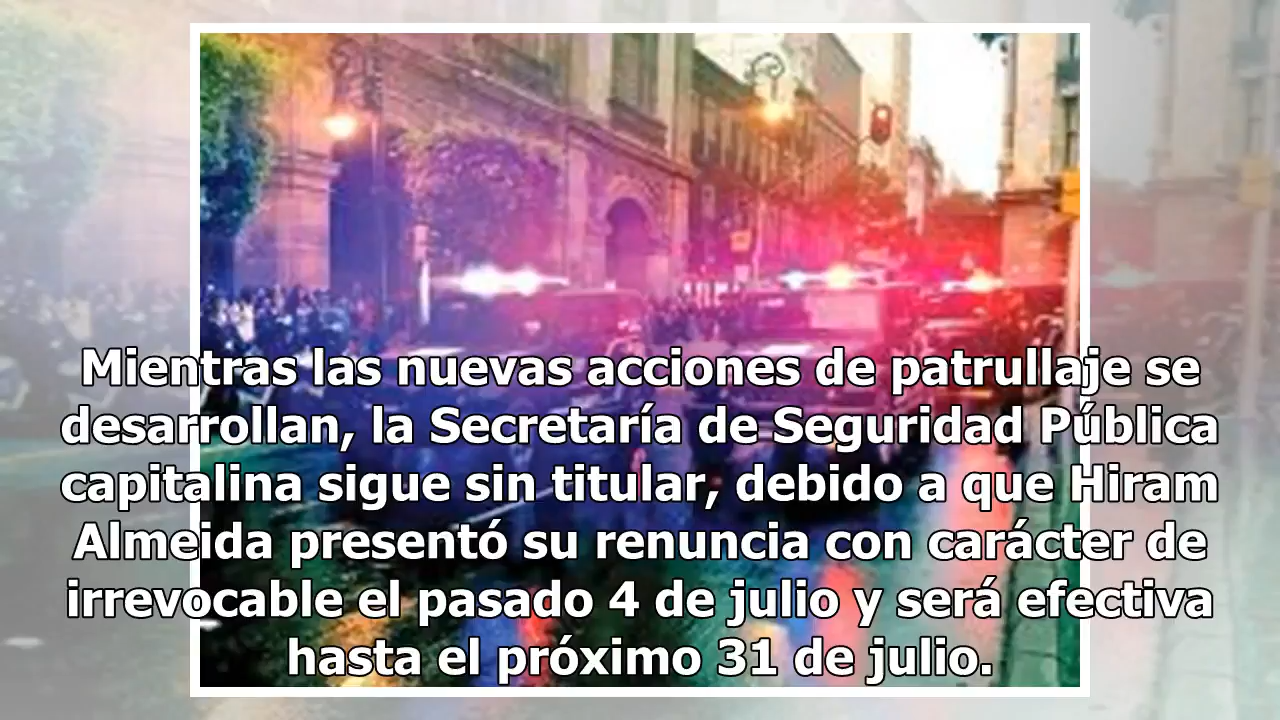 Mientras las nuevas acciones de patrullaje se
desarrollan, la Secretaría de Seguridad Pública
capitalina sigue sin titular, debido a que Hiram
Almeida presentó su renuncia con carácter de
irrevocable el pasado 4 de julio y será efectiva
hasta el próximo 31 de julio.